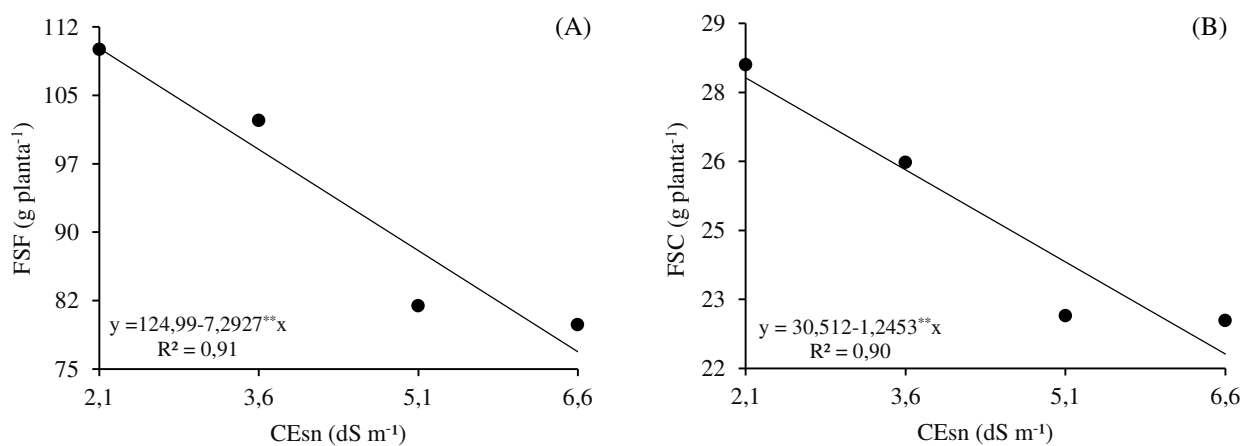 (A)
112
105
97
90
82
75
FSF (g planta⁻¹)
y =124,99-7,2927**x
R² = 0,91
2,1 3,6 5,1 6,6
CEsn (dS m⁻¹)
(B)
29
28
26
25
23
22
FSC (g planta⁻¹)
y = 30,512-1,2453**x
R² = 0,90
2,1 3,6 5,1 6,6
CEsn (dS m⁻¹)